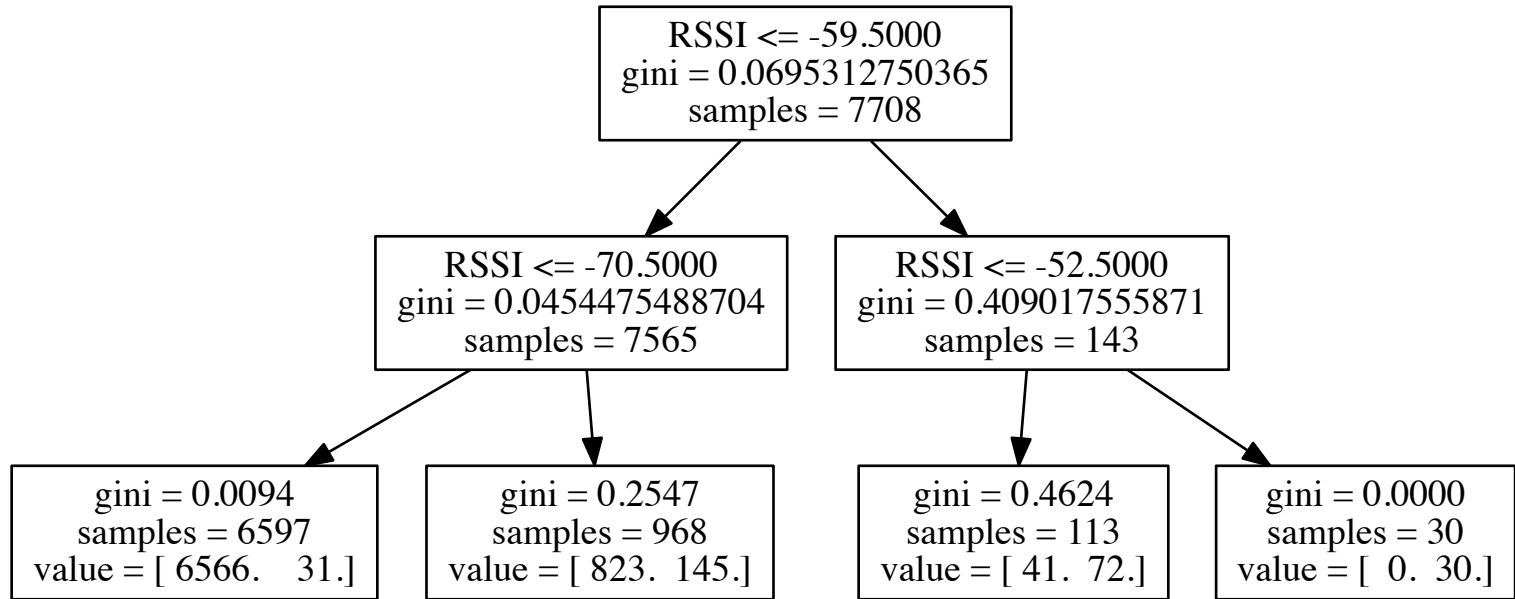 RSSI <= -59.5000
gini = 0.0695312750365
samples = 7708
RSSI <= -70.5000
gini = 0.0454475488704
samples = 7565
RSSI <= -52.5000
gini = 0.409017555871
samples = 143
gini = 0.0094
samples = 6597
value = [ 6566.    31.]
gini = 0.2547
samples = 968
value = [ 823.  145.]
gini = 0.4624
samples = 113
value = [ 41.  72.]
gini = 0.0000
samples = 30
value = [  0.  30.]